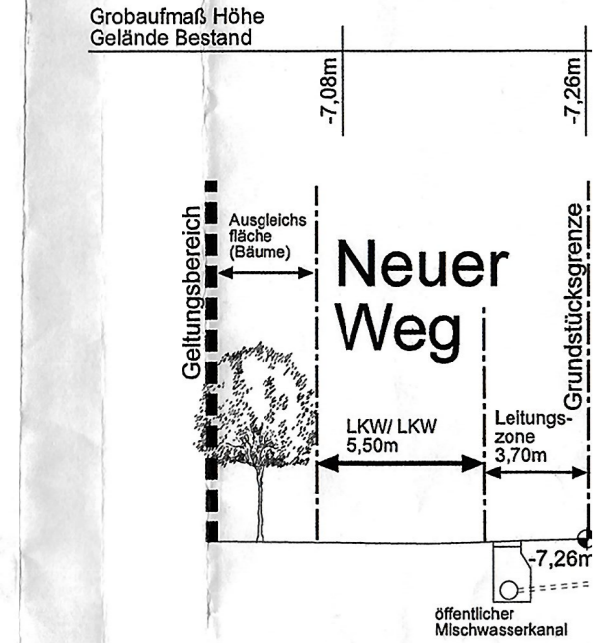 Grobaufmaß Höhe
Gelände Bestand
-7,08m
-7,26m
Geltungsbereich
Ausgleichs
fläche
(Bäume)
Neuer
Weg
Grundstücksgrenze
LKW/ LKW
5,50m
Leitungs-
zone
3,70m
-7,26m
öffentlicher
Mischwasserkanal